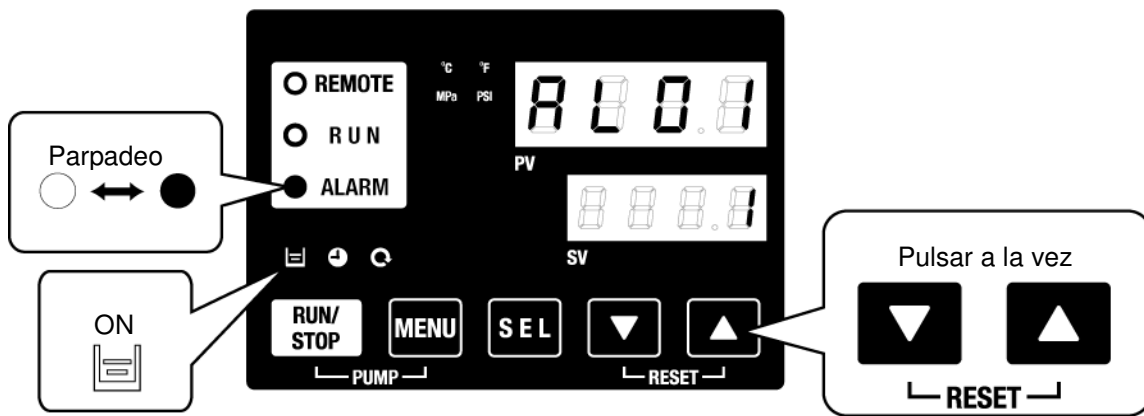 REMOTE
RUN
ALARM
°C °F
MPa PSI
AL01
PV
1
SV
RUN/
STOP
MENU
SEL
PUMP
RESET
Parpadeo
ON
Pulsar a la vez
RESET